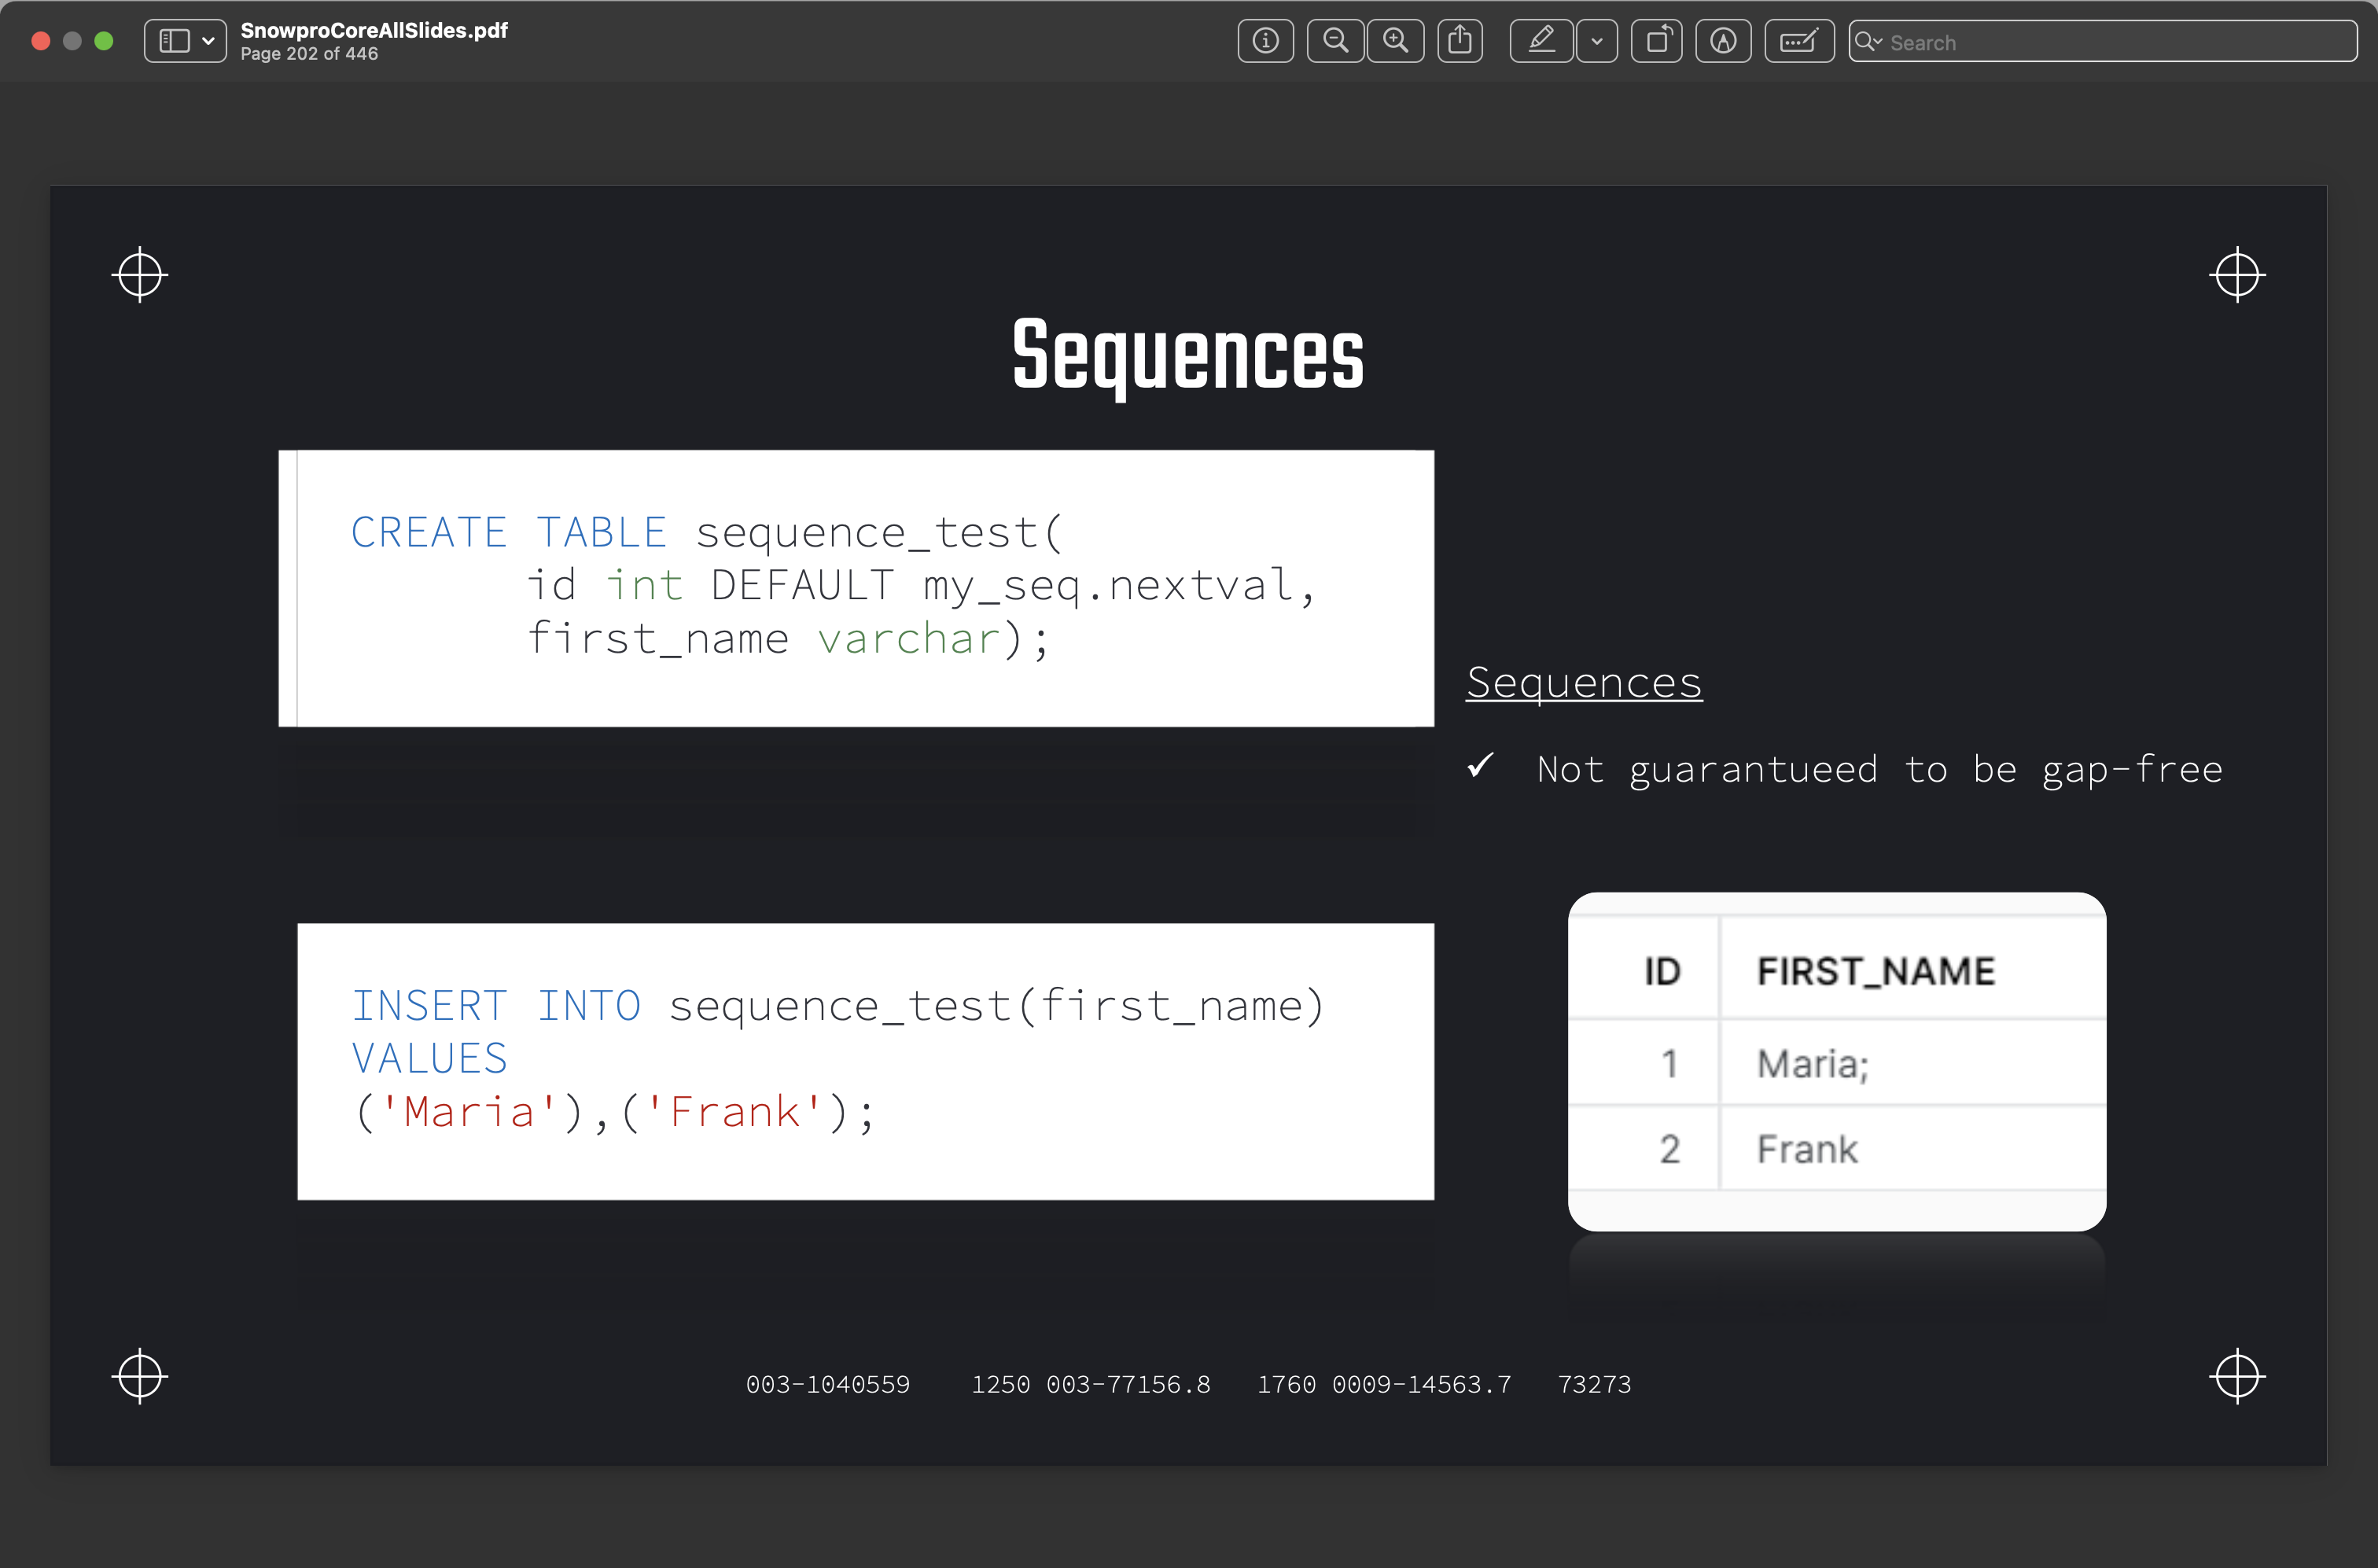 SnowproCoreAllSlides.pdf
Page 202 of 446
Search
Sequences
CREATE TABLE sequence_test(
id int DEFAULT my_seq.nextval,
first_name varchar);
Sequences
✓ Not guarantueed to be gap-free
INSERT INTO sequence_test(first_name)
VALUES
('Maria'),('Frank');
ID FIRST_NAME
1 Maria;
2 Frank
003-1040559 1250 003-77156.8 1760 0009-14563.7 73273